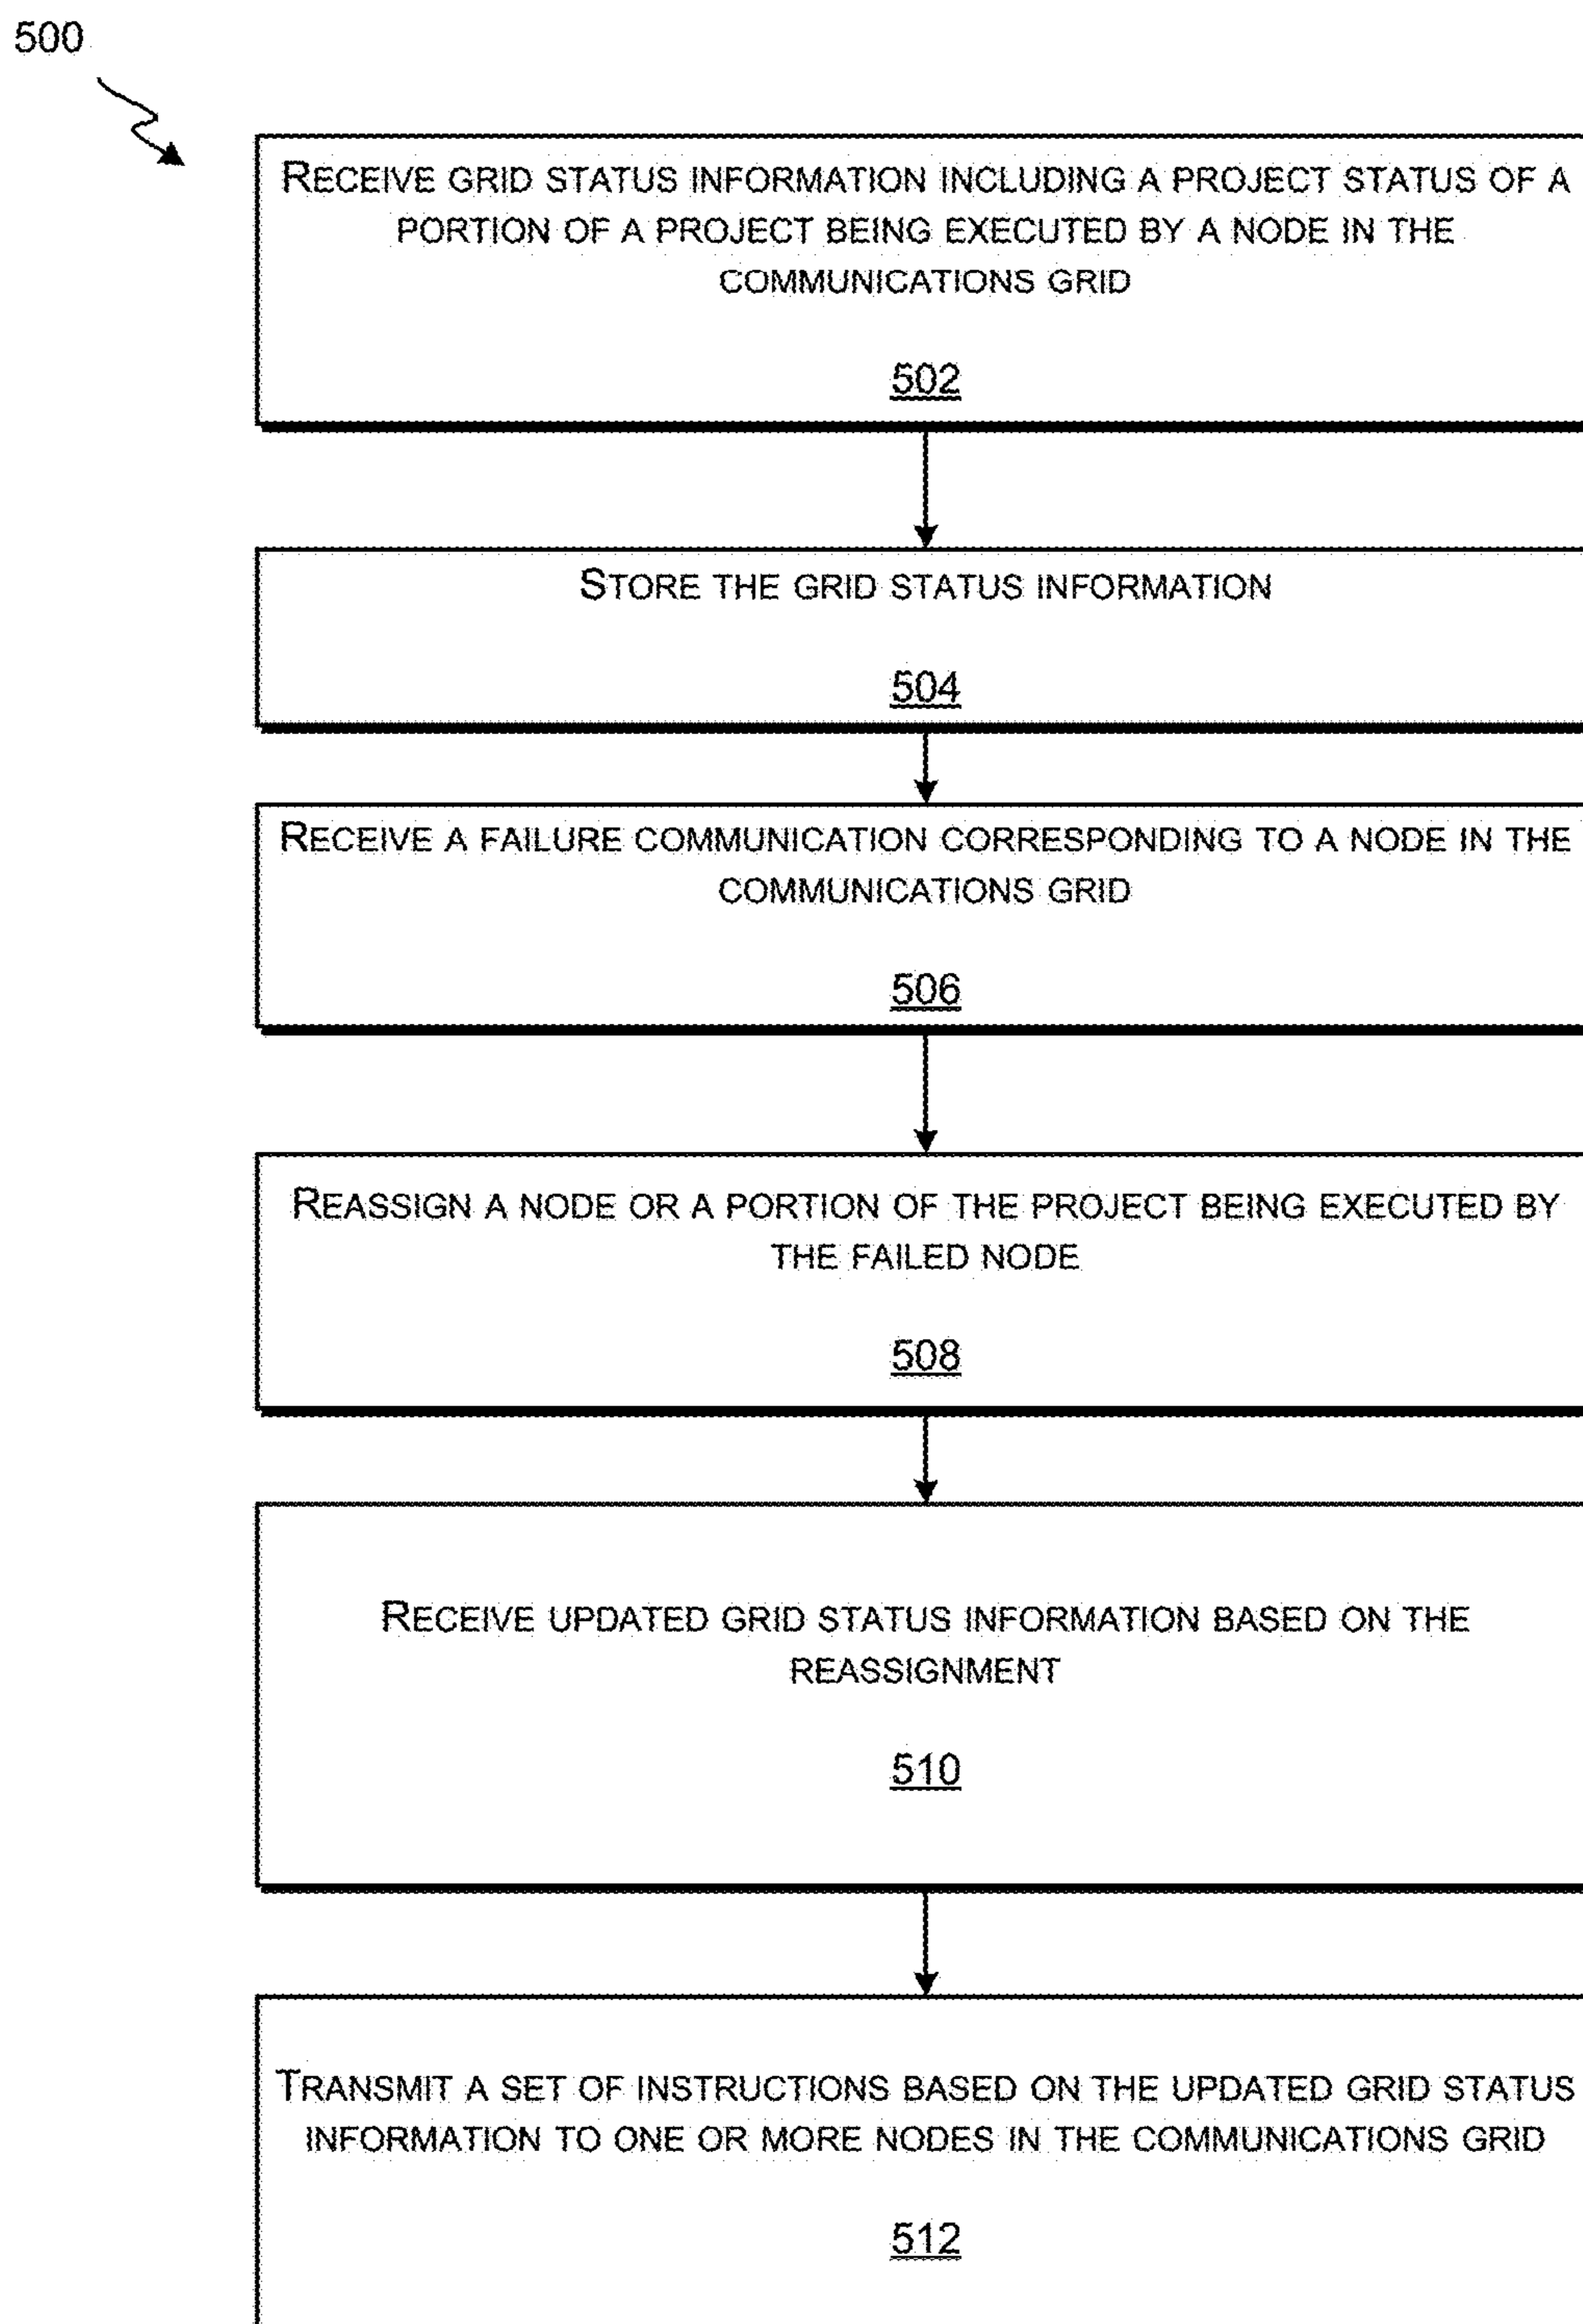 500
RECEIVE GRID STATUS INFORMATION INCLUDING A PROJECT STATUS OF A
PORTION OF A PROJECT BEING EXECUTED BY A NODE IN THE
COMMUNICATIONS GRID
502
STORE THE GRID STATUS INFORMATION
504
RECEIVE A FAILURE COMMUNICATION CORRESPONDING TO A NODE IN THE
COMMUNICATIONS GRID
506
REASSIGN A NODE OR A PORTION OF THE PROJECT BEING EXECUTED BY
THE FAILED NODE
508
RECEIVE UPDATED GRID STATUS INFORMATION BASED ON THE
REASSIGNMENT
510
TRANSMIT A SET OF INSTRUCTIONS BASED ON THE UPDATED GRID STATUS
INFORMATION TO ONE OR MORE NODES IN THE COMMUNICATIONS GRID
512